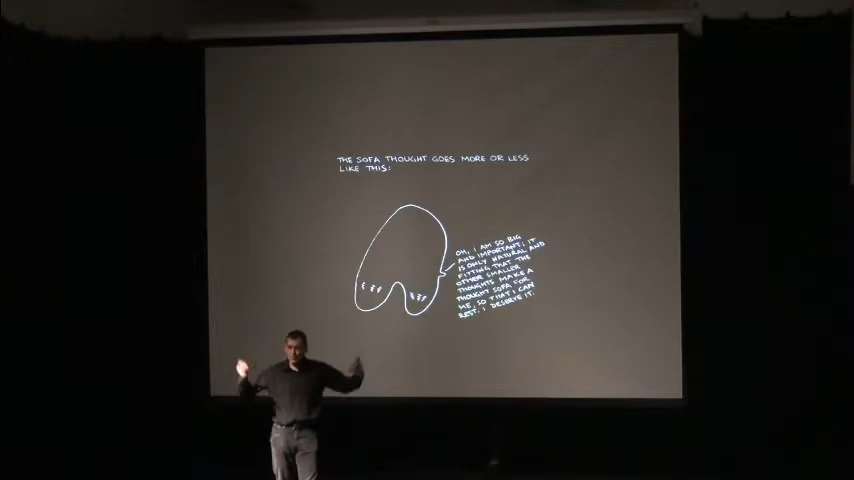 THE SOFA THOUGHT GOES MORE OR LESS
LIKE THIS:
OH, I AM SO BIG
AND IMPORTANT; IT
IS ONLY NATURAL AND
FITTING THAT THE
OTHER SMALLER
THOUGHTS MAKE A
THOUGHT SOFA FOR
ME, SO THAT I CAN
REST. I DESERVE IT.